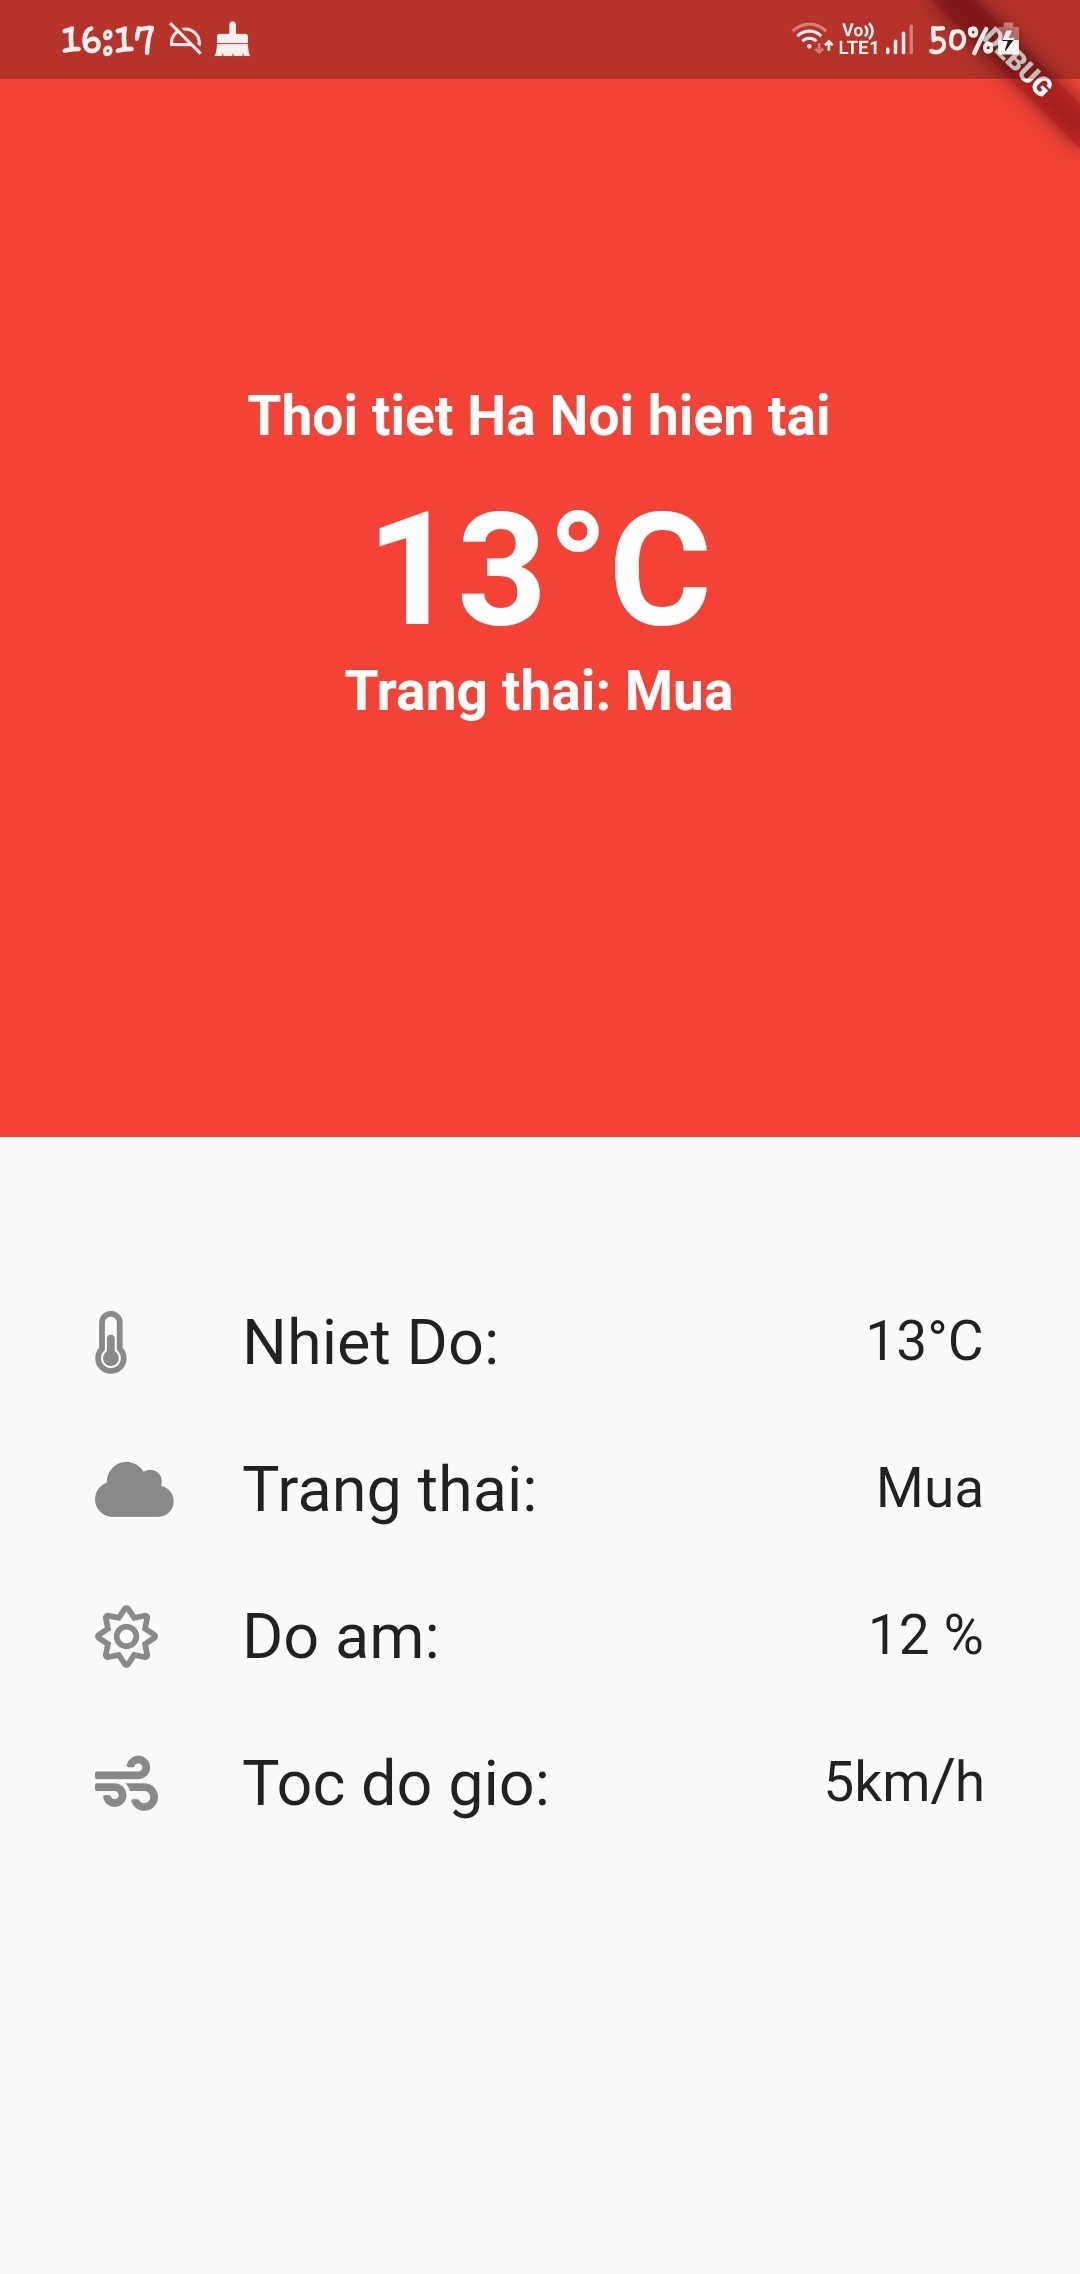 16:17 Vo)) LTE1 50%
DEBUG
Thoi tiet Ha Noi hien tai
13°C
Trang thai: Mua
Nhiet Do: 13°C
Trang thai: Mua
Do am: 12 %
Toc do gio: 5km/h